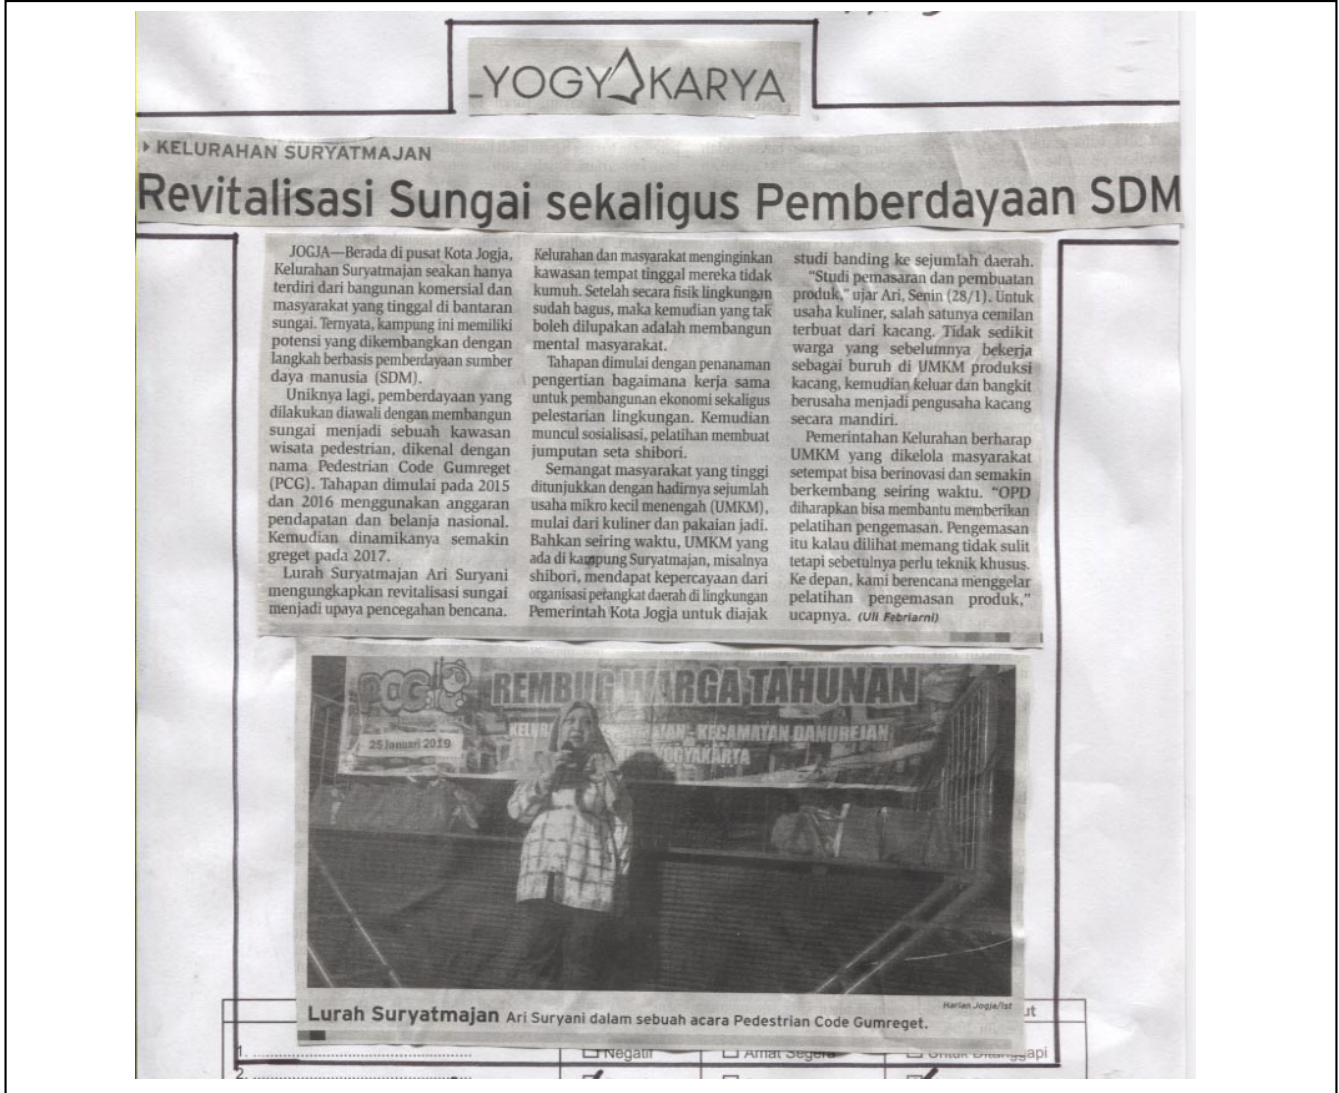 YOGYAKARYA
KELURAHAN SURYATMAJAN
Revitalisasi Sungai sekaligus Pemberdayaan SDM
JOGJA—Berada di pusat Kota Jogja,
Kelurahan Suryatmajan seakan hanya
terdiri dari bangunan komersial dan
masyarakat yang tinggal di bantaran
sungai. Ternyata, kampung ini memiliki
potensi yang dikembangkan dengan
langkah berbasis pemberdayaan sumber
daya manusia (SDM).
Uniknya lagi, pemberdayaan yang
dilakukan diawali dengan membangun
sungai menjadi sebuah kawasan
wisata pedestrian, dikenal dengan
nama Pedestrian Code Gumreget
(PCG). Tahapan dimulai pada 2015
dan 2016 menggunakan anggaran
pendapatan dan belanja nasional.
Kemudian dinamikanya semakin
greget pada 2017.
Lurah Suryatmajan Ari Suryani
mengungkapkan revitalisasi sungai
menjadi upaya pencegahan bencana.
Kelurahan dan masyarakat menginginkan
kawasan tempat tinggal mereka tidak
kumuh. Setelah secara fisik lingkungan
sudah bagus, maka kemudian yang tak
boleh dilupakan adalah membangun
mental masyarakat.
Tahapan dimulai dengan penanaman
pengertian bagaimana kerja sama
untuk pembangunan ekonomi sekaligus
pelestarian lingkungan. Kemudian
muncul sosialisasi, pelatihan membuat
jumputan seta shibori.
Semangat masyarakat yang tinggi
ditunjukkan dengan hadirnya sejumlah
usaha mikro kecil menengah (UMKM),
mulai dari kuliner dan pakaian jadi.
Bahkan seiring waktu, UMKM yang
ada di kampung Suryatmajan, misalnya
shibori, mendapat kepercayaan dari
organisasi perangkat daerah di lingkungan
Pemerintah Kota Jogja untuk diajak
studi banding ke sejumlah daerah.
"Studi pemasaran dan pembuatan
produk," ujar Ari, Senin (28/1). Untuk
usaha kuliner, salah satunya cemilan
terbuat dari kacang. Tidak sedikit
warga yang sebelumnya bekerja
sebagai buruh di UMKM produksi
kacang, kemudian keluar dan bangkit
berusaha menjadi pengusaha kacang
secara mandiri.
Pemerintahan Kelurahan berharap
UMKM yang dikelola masyarakat
setempat bisa berinovasi dan semakin
berkembang seiring waktu. "OPD
diharapkan bisa membantu memberikan
pelatihan pengemasan. Pengemasan
itu kalau dilihat memang tidak sulit
tetapi sebetulnya perlu teknik khusus.
Ke depan, kami berencana menggelar
pelatihan pengemasan produk,"
ucapnya. (Uli Febriarni)
PCG REMBUG WARGA TAHUNAN
KECAMATAN DANUREJAN
25 Januari 2019
YOGYAKARTA
Harian Jogja/Ist
Lurah Suryatmajan Ari Suryani dalam sebuah acara Pedestrian Code Gumreget.
ut
1. Negatif Amat Segera Untuk Ditanggapi
2.